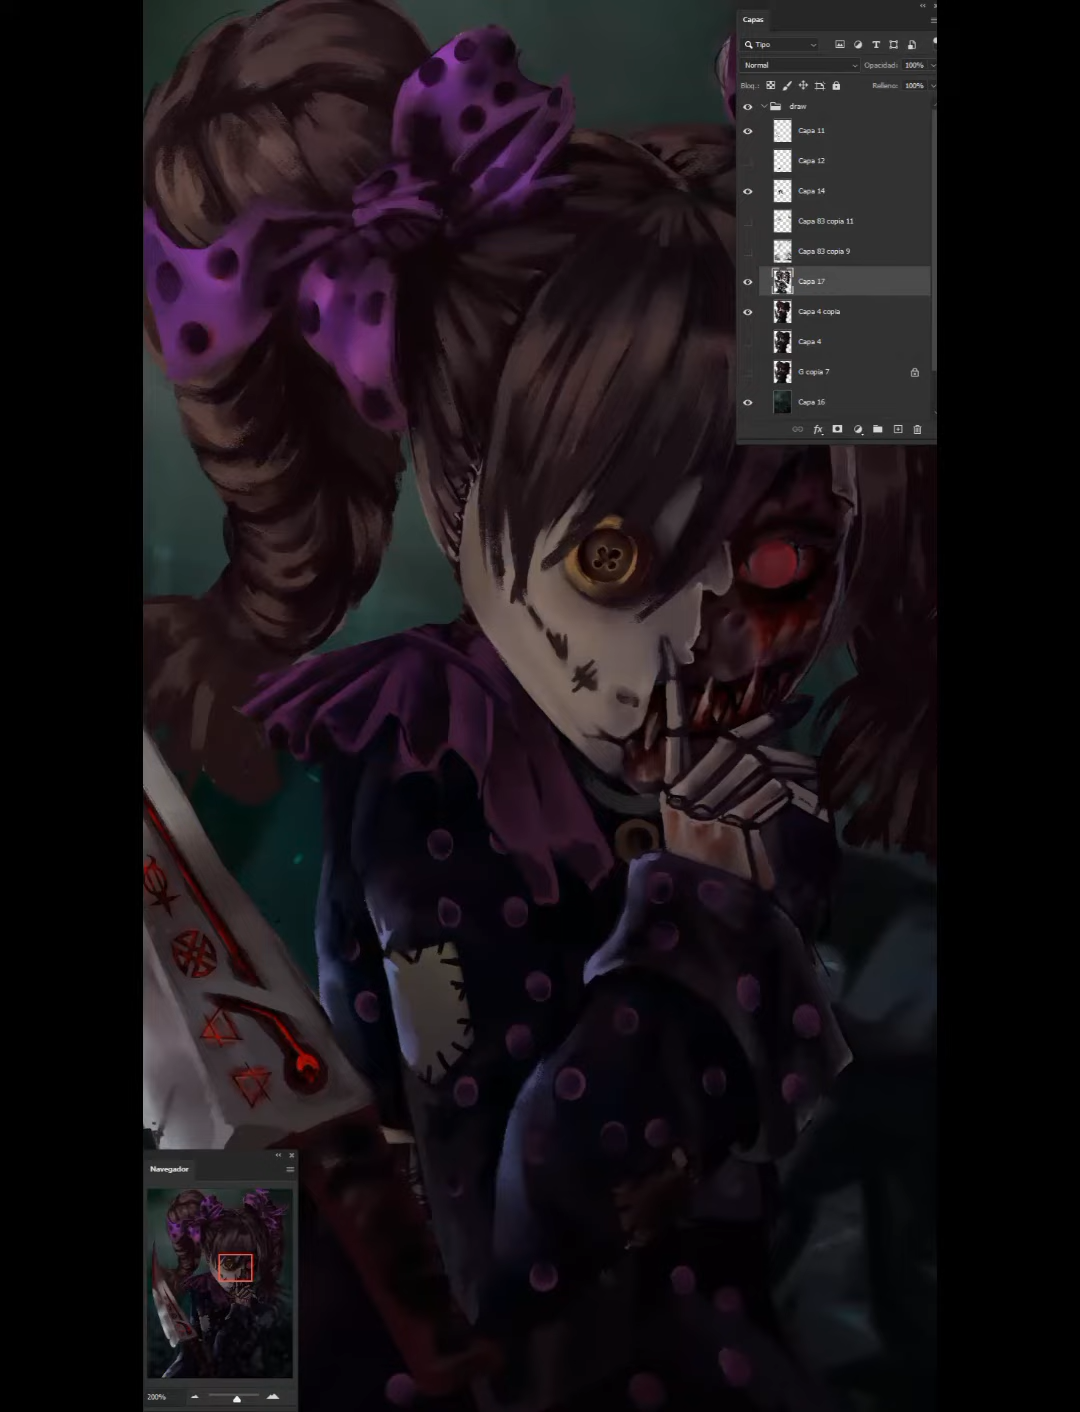 Capas
Tipo
Normal
Opacidad: 100%
Bloq.:
Relleno: 100%
draw
Capa 11
Capa 12
Capa 14
Capa 83 copia 11
Capa 83 copia 9
Capa 17
Capa 4 copia
Capa 4
G copia 7
Capa 16
fx
Navegador
200%